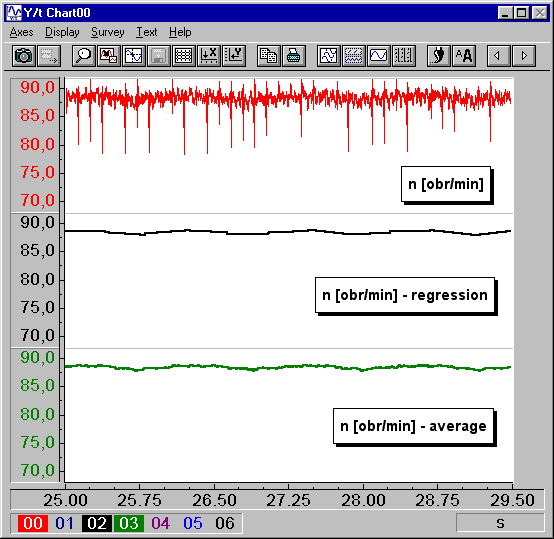 Y/t Chart00
Axes Display Survey Text Help
90,0
85,0
80,0
75,0
70,0
n [obr/min]
90,0
85,0
80,0
75,0
70,0
n [obr/min] - regression
90,0
85,0
80,0
75,0
70,0
n [obr/min] - average
25.00 25.75 26.50 27.25 28.00 28.75 29.50
00 01 02 03 04 05 06 s